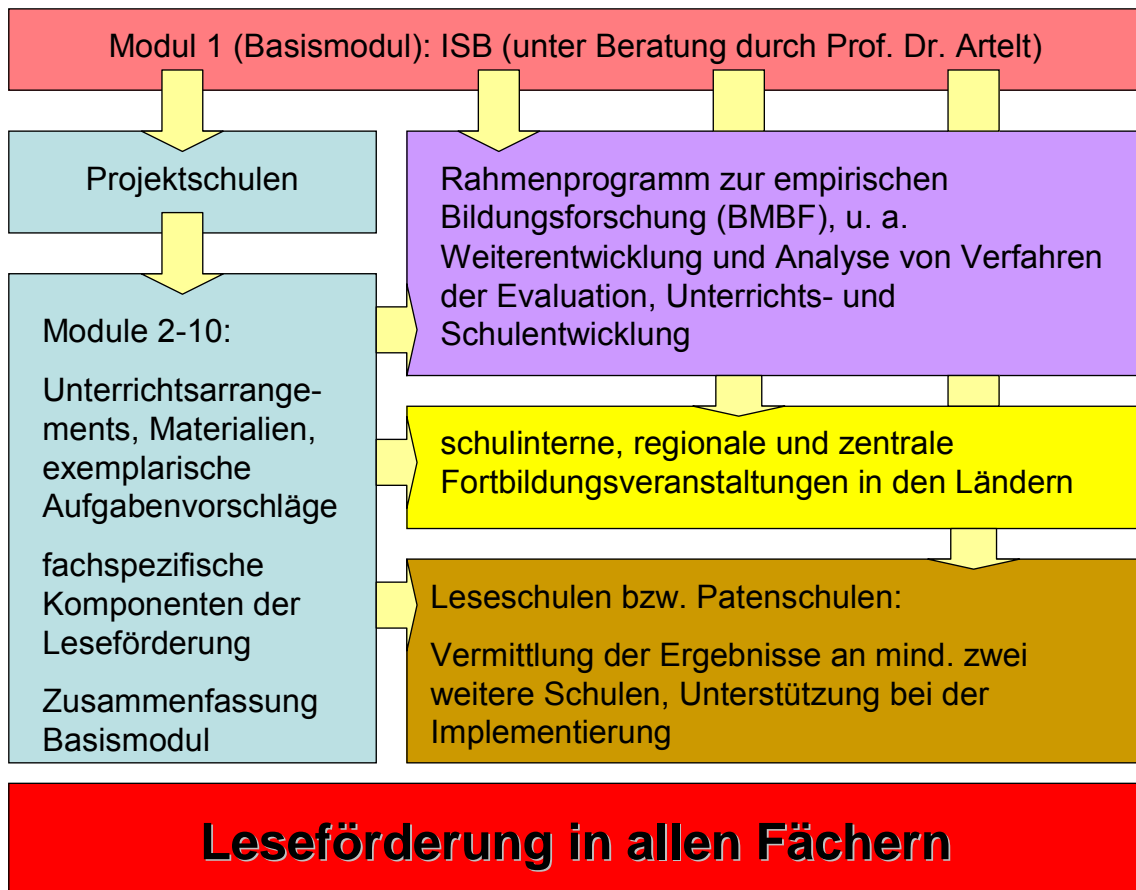 Modul 1 (Basismodul): ISB (unter Beratung durch Prof. Dr. Artelt)
Projektschulen
Rahmenprogramm zur empirischen
Bildungsforschung (BMBF), u. a.
Weiterentwicklung und Analyse von Verfahren
der Evaluation, Unterrichts- und
Schulentwicklung
Module 2-10:
Unterrichtsarrange-
ments, Materialien,
exemplarische
Aufgabenvorschläge
fachspezifische
Komponenten der
Leseförderung
Zusammenfassung
Basismodul
schulinterne, regionale und zentrale
Fortbildungsveranstaltungen in den Ländern
Leseschulen bzw. Patenschulen:
Vermittlung der Ergebnisse an mind. zwei
weitere Schulen, Unterstützung bei der
Implementierung
Leseförderung in allen Fächern